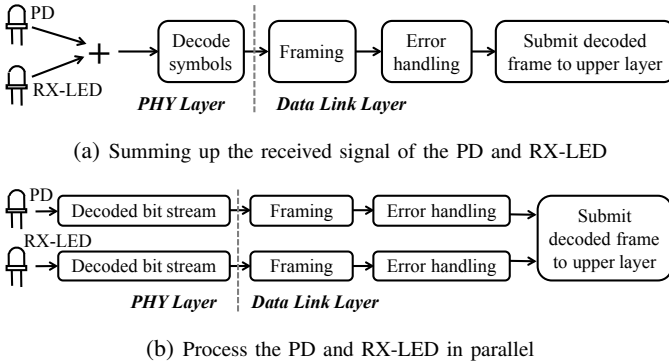 PD
RX-LED
+
Decode
symbols
Framing
Error
handling
Submit decoded
frame to upper layer
PHY Layer
Data Link Layer
(a) Summing up the received signal of the PD and RX-LED
PD
Decoded bit stream
Framing
Error handling
RX-LED
Decoded bit stream
Framing
Error handling
Submit
decoded frame
to upper layer
PHY Layer
Data Link Layer
(b) Process the PD and RX-LED in parallel